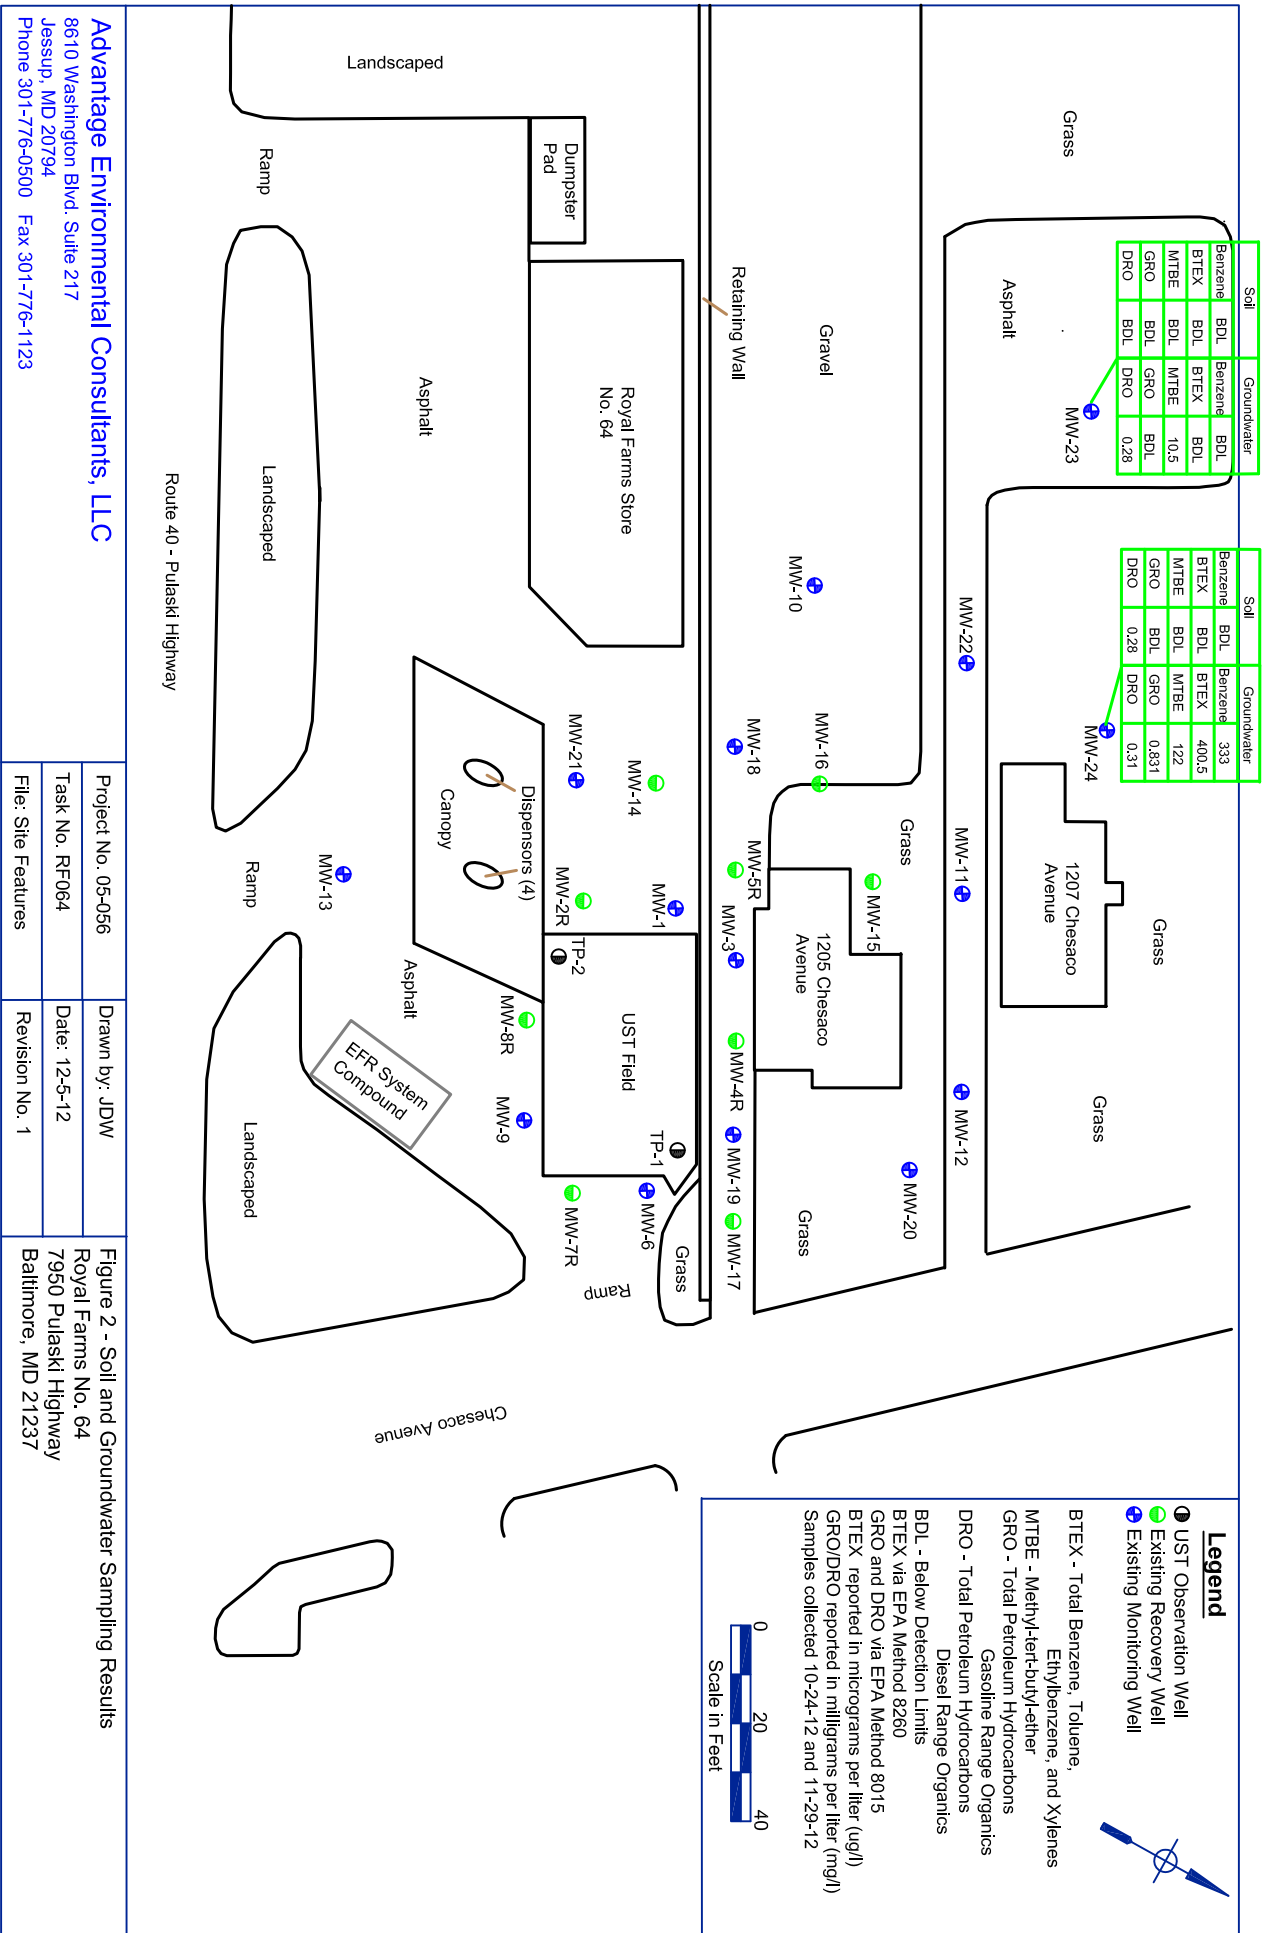 Soil Groundwater
Benzene BDL Benzene BDL
BTEX BDL BTEX BDL
MTBE BDL MTBE 10.5
GRO BDL GRO BDL
DRO BDL DRO 0.28
MW-23
Soil Groundwater
Benzene BDL Benzene 333
BTEX BDL BTEX 400.5
MTBE BDL MTBE 122
GRO BDL GRO 0.831
DRO 0.28 DRO 0.31
MW-24
Grass
Asphalt
Grass
1207 Chesaco
Avenue
Grass
MW-22
MW-11
MW-12
Gravel
MW-10
MW-16
Grass
MW-15
MW-20
Grass
1205 Chesaco
Avenue
Retaining Wall
MW-18
MW-5R
MW-3
MW-4R
MW-19
MW-17
Landscaped
Dumpster
Pad
Royal Farms Store
No. 64
MW-14
MW-1
MW-21
MW-2R
TP-2
UST Field
TP-1
MW-6
MW-7R
Grass
Ramp
Dispensors (4)
Canopy
MW-8R
MW-9
Asphalt
Asphalt
EFR System
Compound
MW-13
Ramp
Landscaped
Ramp
Landscaped
Route 40 - Pulaski Highway
Chesaco Avenue
Legend
UST Observation Well
Existing Recovery Well
Existing Monitoring Well
BTEX - Total Benzene, Toluene,
Ethylbenzene, and Xylenes
MTBE - Methyl-tert-butyl-ether
GRO - Total Petroleum Hydrocarbons
Gasoline Range Organics
DRO - Total Petroleum Hydrocarbons
Diesel Range Organics
BDL - Below Detection Limits
BTEX via EPA Method 8260
GRO and DRO via EPA Method 8015
BTEX reported in micrograms per liter (ug/l)
GRO/DRO reported in milligrams per liter (mg/l)
Samples collected 10-24-12 and 11-29-12
0 20 40
Scale in Feet
Advantage Environmental Consultants, LLC
8610 Washington Blvd. Suite 217
Jessup, MD 20794
Phone 301-776-0500 Fax 301-776-1123
Project No. 05-056
Task No. RF064
File: Site Features
Drawn by: JDW
Date: 12-5-12
Revision No. 1
Figure 2 - Soil and Groundwater Sampling Results
Royal Farms No. 64
7950 Pulaski Highway
Baltimore, MD 21237